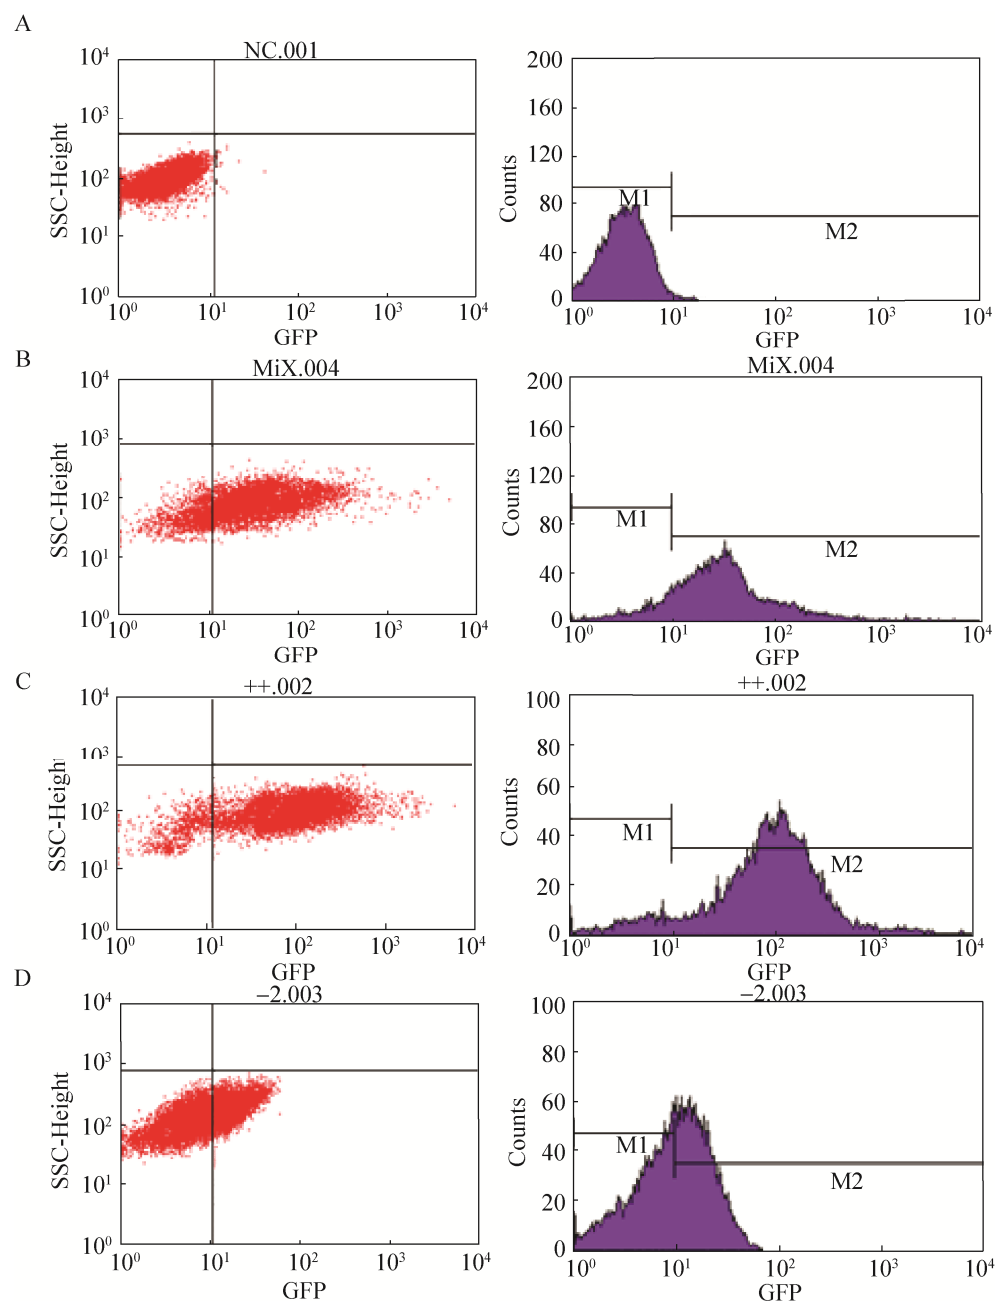 A
NC.001
10⁴
10³
10²
10¹
10⁰
SSC-Height
10⁰ 10¹ 10² 10³ 10⁴
GFP
200
160
120
80
40
0
Counts
M1
M2
10⁰ 10¹ 10² 10³ 10⁴
GFP
B
MiX.004
10⁴
10³
10²
10¹
10⁰
SSC-Height
10⁰ 10¹ 10² 10³ 10⁴
GFP
MiX.004
200
160
120
80
40
0
Counts
M1
M2
10⁰ 10¹ 10² 10³ 10⁴
GFP
C
++.002
10⁴
10³
10²
10¹
10⁰
SSC-Heigh
10⁰ 10¹ 10² 10³ 10⁴
GFP
++.002
100
80
60
40
20
0
Counts
M1
M2
10⁰ 10¹ 10² 10³ 10⁴
GFP
D
−2.003
10⁴
10³
10²
10¹
10⁰
SSC-Height
10⁰ 10¹ 10² 10³ 10⁴
GFP
−2.003
100
80
60
40
20
0
Counts
M1
M2
10⁰ 10¹ 10² 10³ 10⁴
GFP